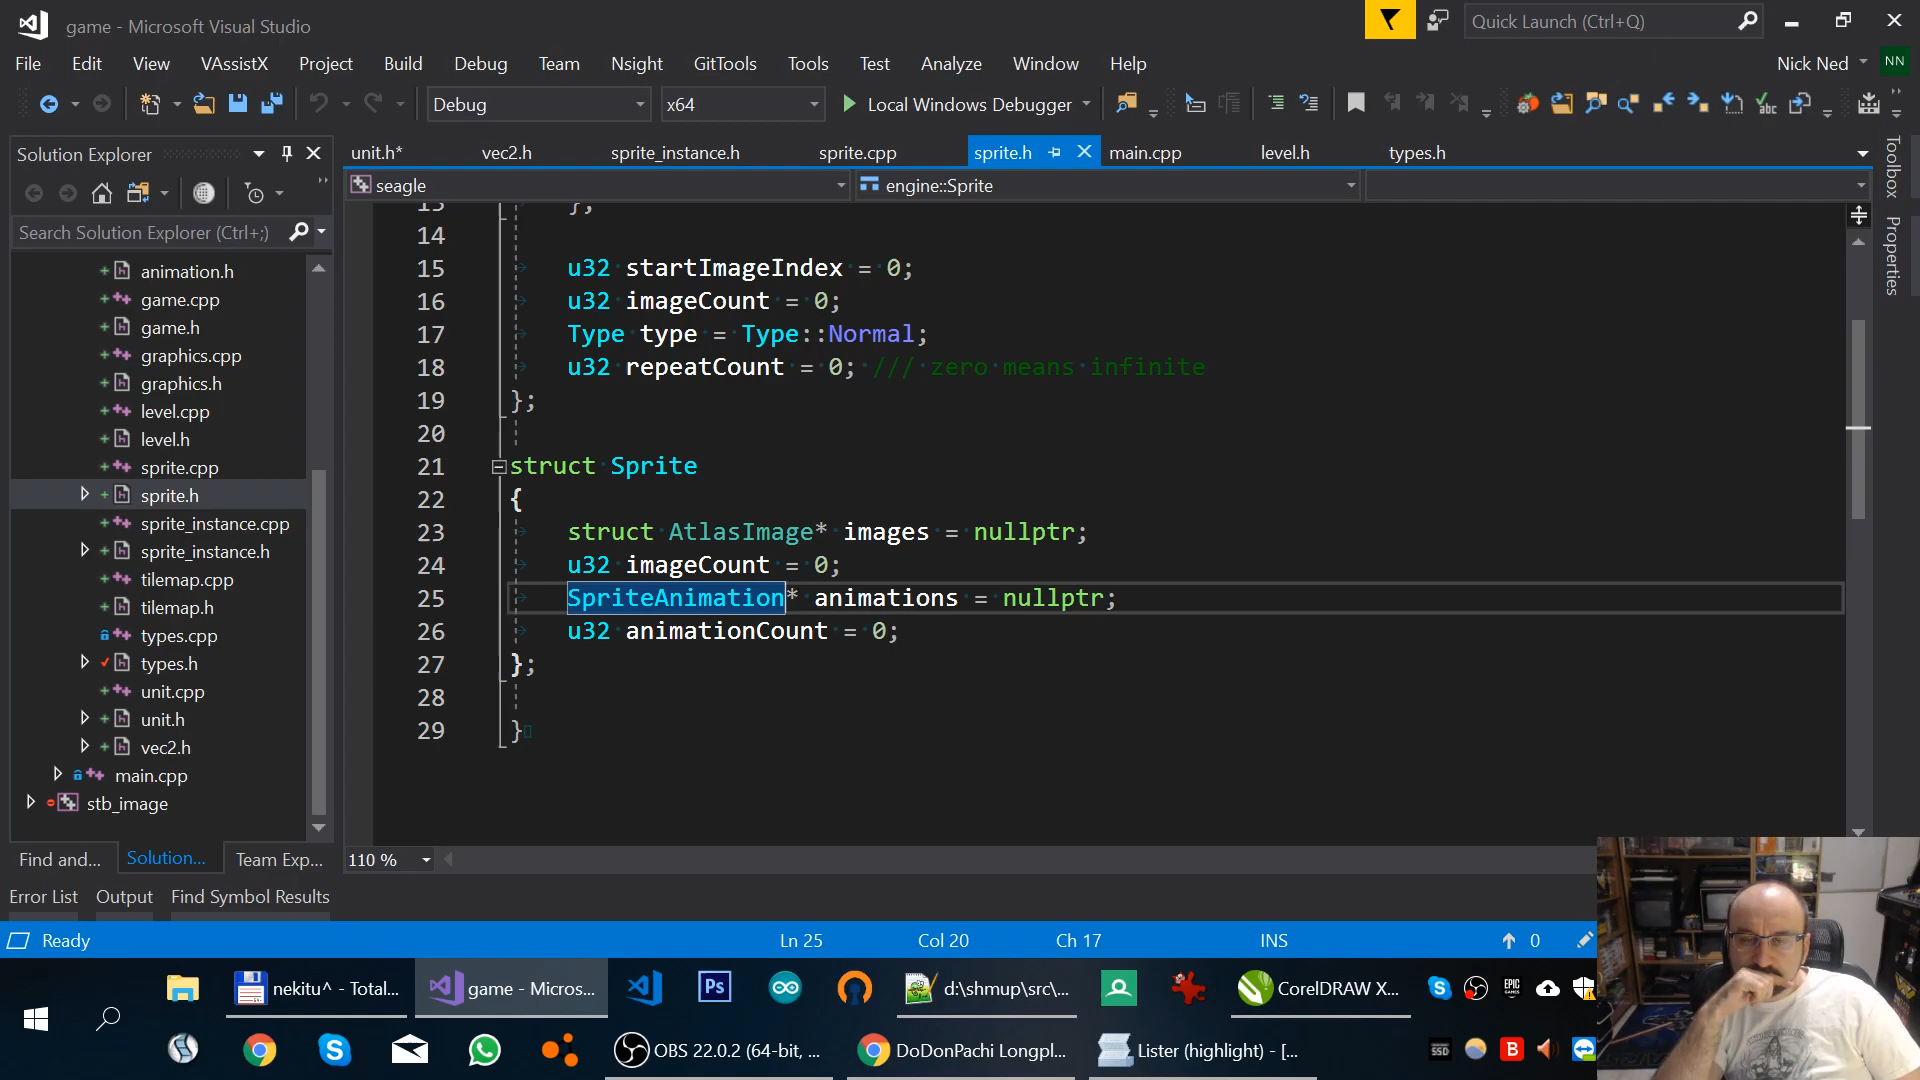 game - Microsoft Visual Studio
Quick Launch (Ctrl+Q)
File Edit View VAssistX Project Build Debug Team Nsight GitTools Tools Test Analyze Window Help
Nick Ned NN
Debug x64 Local Windows Debugger
Solution Explorer
unit.h* vec2.h sprite_instance.h sprite.cpp sprite.h main.cpp level.h types.h
seagle engine::Sprite
Search Solution Explorer (Ctrl+;)
animation.h
game.cpp
game.h
graphics.cpp
graphics.h
level.cpp
level.h
sprite.cpp
sprite.h
sprite_instance.cpp
sprite_instance.h
tilemap.cpp
tilemap.h
types.cpp
types.h
unit.cpp
unit.h
vec2.h
main.cpp
stb_image
13 };
14
15 u32 startImageIndex = 0;
16 u32 imageCount = 0;
17 Type type = Type::Normal;
18 u32 repeatCount = 0; /// zero means infinite
19 };
20
21 struct Sprite
22 {
23 struct AtlasImage* images = nullptr;
24 u32 imageCount = 0;
25 SpriteAnimation* animations = nullptr;
26 u32 animationCount = 0;
27 };
28
29 }
Toolbox
Properties
Find and... Solution... Team Exp...
110 %
Error List Output Find Symbol Results
Ready Ln 25 Col 20 Ch 17 INS 0
nekitu^ - Total... game - Micros... Ps d:\shmup\src\... CorelDRAW X...
EPIC GAMES
OBS 22.0.2 (64-bit, ... DoDonPachi Longpl... Lister (highlight) - [...
SSD B